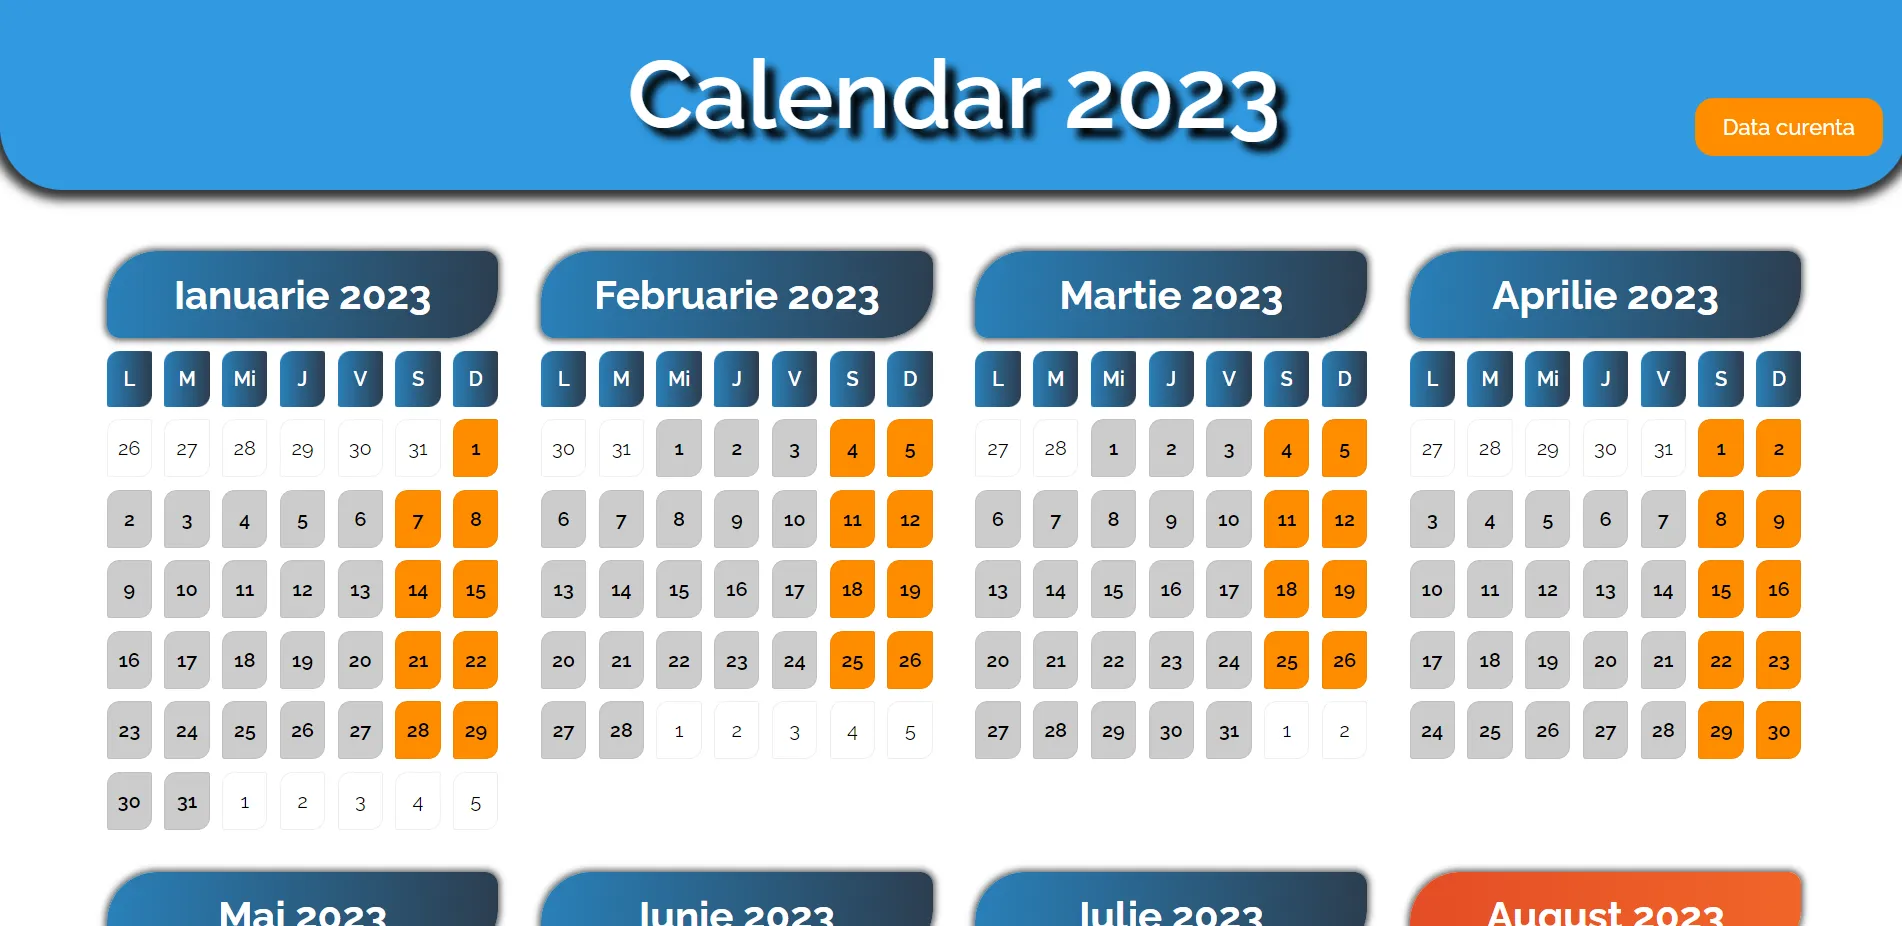 Calendar 2023
Data curenta
Ianuarie 2023
L M Mi J V S D
26 27 28 29 30 31 1
2 3 4 5 6 7 8
9 10 11 12 13 14 15
16 17 18 19 20 21 22
23 24 25 26 27 28 29
30 31 1 2 3 4 5
Februarie 2023
L M Mi J V S D
30 31 1 2 3 4 5
6 7 8 9 10 11 12
13 14 15 16 17 18 19
20 21 22 23 24 25 26
27 28 1 2 3 4 5
Martie 2023
L M Mi J V S D
27 28 1 2 3 4 5
6 7 8 9 10 11 12
13 14 15 16 17 18 19
20 21 22 23 24 25 26
27 28 29 30 31 1 2
Aprilie 2023
L M Mi J V S D
27 28 29 30 31 1 2
3 4 5 6 7 8 9
10 11 12 13 14 15 16
17 18 19 20 21 22 23
24 25 26 27 28 29 30
Mai 2023
Iunie 2023
Iulie 2023
August 2023